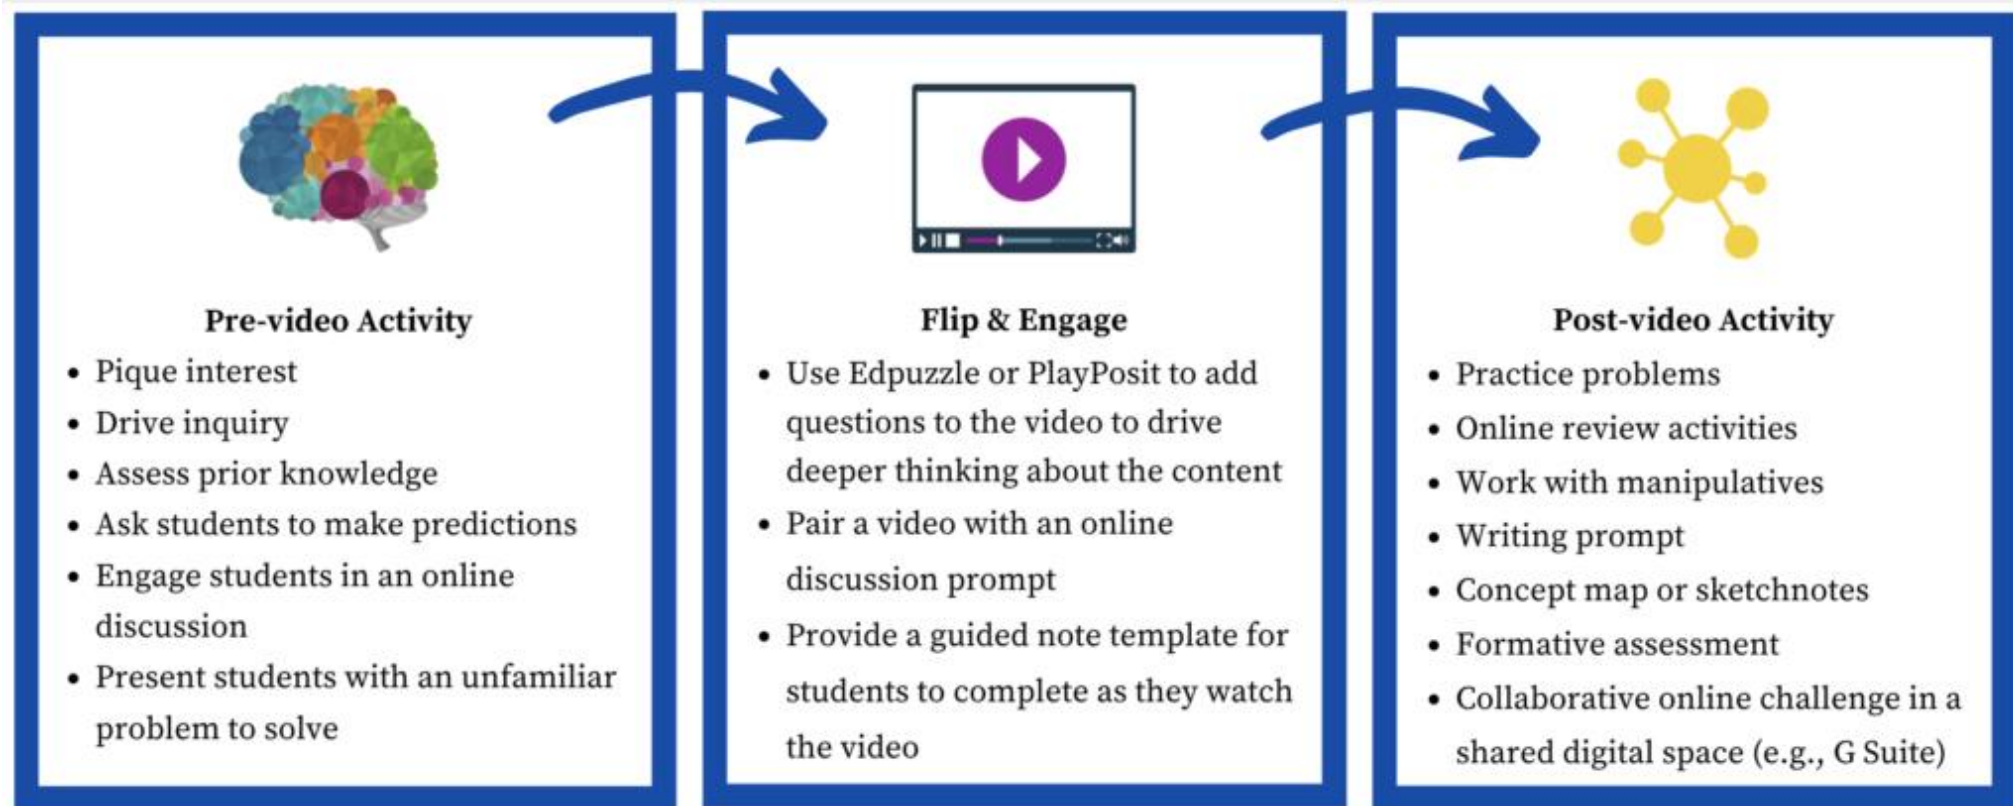 Pre-video Activity
• Pique interest
• Drive inquiry
• Assess prior knowledge
• Ask students to make predictions
• Engage students in an online
discussion
• Present students with an unfamiliar
problem to solve
Flip & Engage
• Use Edpuzzle or PlayPosit to add
questions to the video to drive
deeper thinking about the content
• Pair a video with an online
discussion prompt
• Provide a guided note template for
students to complete as they watch
the video
Post-video Activity
• Practice problems
• Online review activities
• Work with manipulatives
• Writing prompt
• Concept map or sketchnotes
• Formative assessment
• Collaborative online challenge in a
shared digital space (e.g., G Suite)